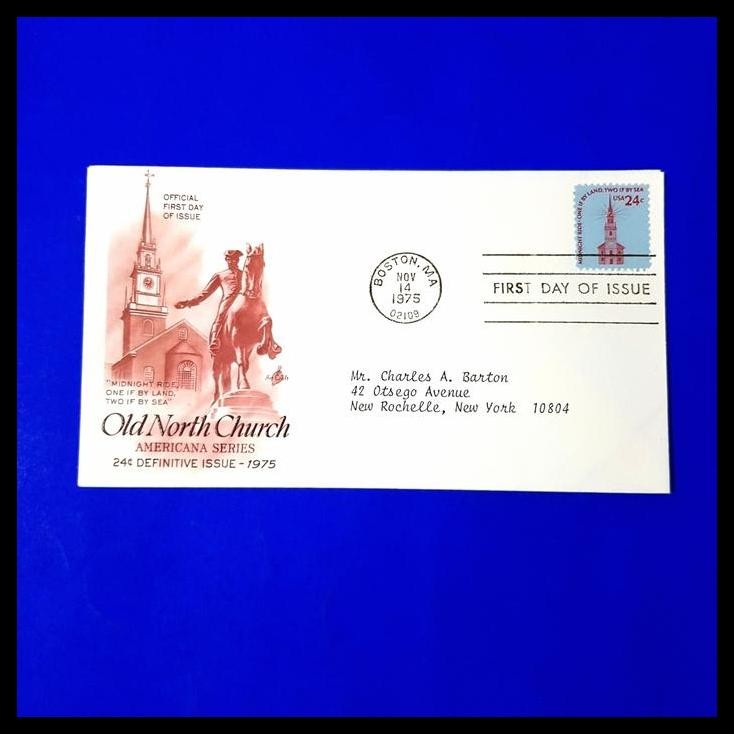 OFFICIAL
FIRST DAY
OF ISSUE
"MIDNIGHT RIDE,
ONE IF BY LAND,
TWO IF BY SEA"
Old North Church
AMERICANA SERIES
24¢ DEFINITIVE ISSUE - 1975
BOSTON, MA
NOV
14
1975
02109
MIDNIGHT RIDE · ONE IF BY LAND, TWO IF BY SEA
USA 24c
FIRST DAY OF ISSUE
Mr. Charles A. Barton
42 Otsego Avenue
New Rochelle, New York 10804